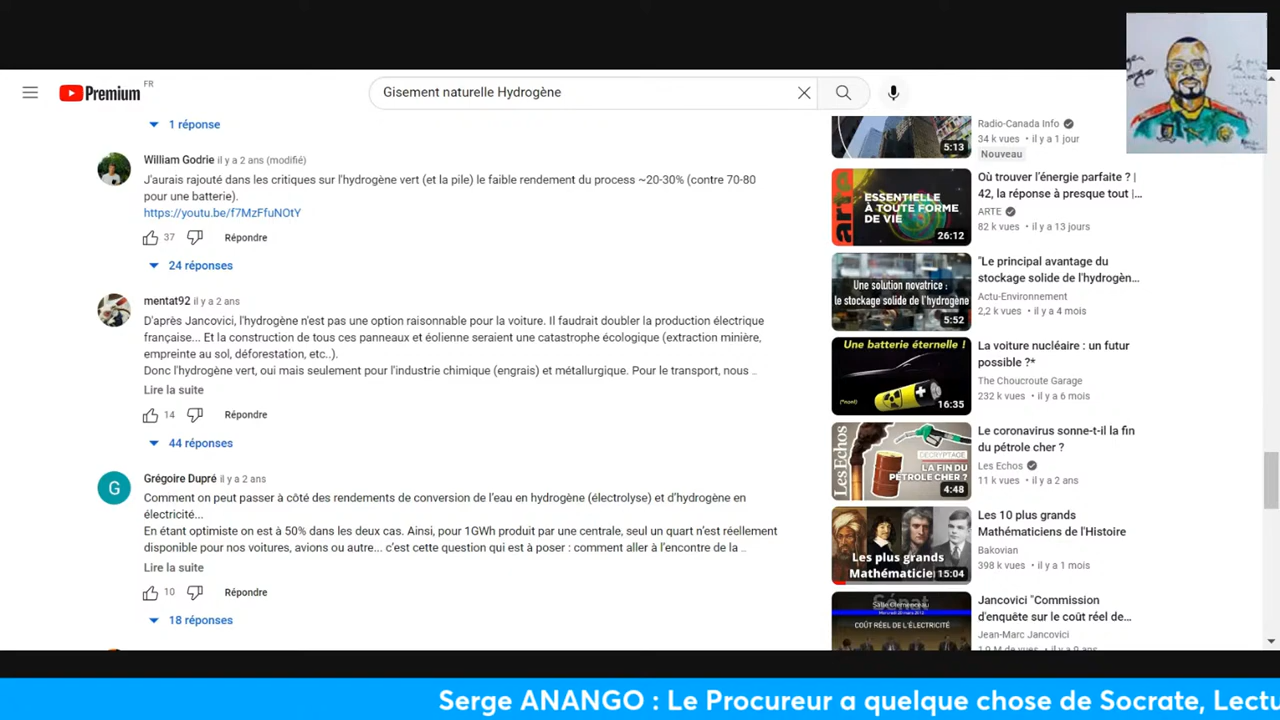 Premium
FR
Gisement naturelle Hydrogène
1 réponse
William Godrie il y a 2 ans (modifié)
J'aurais rajouté dans les critiques sur l'hydrogène vert (et la pile) le faible rendement du process ~20-30% (contre 70-80
pour une batterie).
https://youtu.be/f7MzFfuNOtY
37 Répondre
24 réponses
mentat92 il y a 2 ans
D'après Jancovici, l'hydrogène n'est pas une option raisonnable pour la voiture. Il faudrait doubler la production électrique
française... Et la construction de tous ces panneaux et éolienne seraient une catastrophe écologique (extraction minière,
empreinte au sol, déforestation, etc..).
Donc l'hydrogène vert, oui mais seulement pour l'industrie chimique (engrais) et métallurgique. Pour le transport, nous ..
Lire la suite
14 Répondre
44 réponses
G
Grégoire Dupré il y a 2 ans
Comment on peut passer à côté des rendements de conversion de l'eau en hydrogène (électrolyse) et d'hydrogène en
électricité...
En étant optimiste on est à 50% dans les deux cas. Ainsi, pour 1GWh produit par une centrale, seul un quart n'est réellement
disponible pour nos voitures, avions ou autre... c'est cette question qui est à poser : comment aller à l'encontre de la ..
Lire la suite
10 Répondre
18 réponses
5:13
Radio-Canada Info
34 k vues • il y a 1 jour
Nouveau
arte
ESSENTIELLE
À TOUTE FORME
DE VIE
26:12
Où trouver l'énergie parfaite ? |
42, la réponse à presque tout |...
ARTE
82 k vues • il y a 13 jours
Une solution novatrice :
le stockage solide de l'hydrogène
5:52
"Le principal avantage du
stockage solide de l'hydrogèn...
Actu-Environnement
2,2 k vues • il y a 4 mois
Une batterie éternelle !
(*non!)
16:35
La voiture nucléaire : un futur
possible ?*
The Choucroute Garage
232 k vues • il y a 6 mois
Les Echos
DÉCRYPTAGE
LA FIN DU
PÉTROLE CHER ?
4:48
Le coronavirus sonne-t-il la fin
du pétrole cher ?
Les Echos
11 k vues • il y a 2 ans
Les plus grands
Mathématicie
15:04
Les 10 plus grands
Mathématiciens de l'Histoire
Bakovian
398 k vues • il y a 1 mois
Sénat
Salle Clemenceau
COÛT RÉEL DE L'ÉLECTRICITÉ
Jancovici "Commission
d'enquête sur le coût réel de...
Jean-Marc Jancovici
1,9 M de vues • il y a 9 ans
Serge ANANGO : Le Procureur a quelque chose de Socrate, Lectu